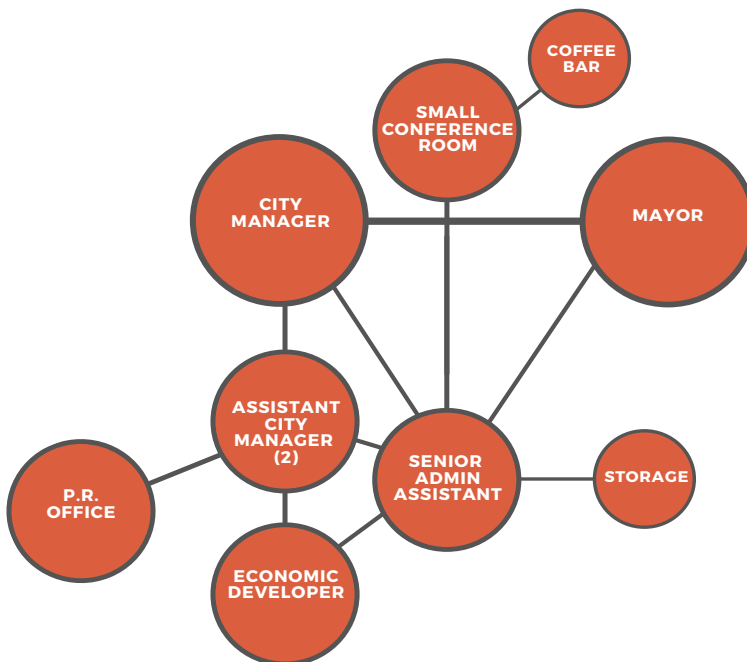 COFFEE
BAR
SMALL
CONFERENCE
ROOM
CITY
MANAGER
MAYOR
ASSISTANT
CITY
MANAGER
(2)
SENIOR
ADMIN
ASSISTANT
STORAGE
P.R.
OFFICE
ECONOMIC
DEVELOPER